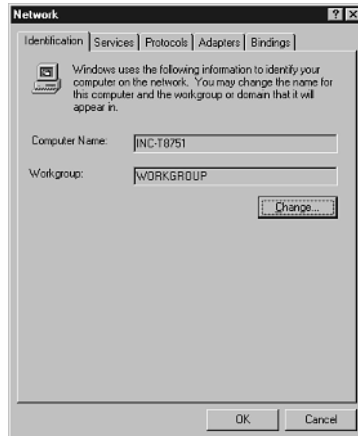 Network
Identification Services Protocols Adapters Bindings
Windows uses the following information to identify your
computer on the network. You may change the name for
this computer and the workgroup or domain that it will
appear in.
Computer Name: INC-T8751
Workgroup: WORKGROUP
Change...
OK Cancel